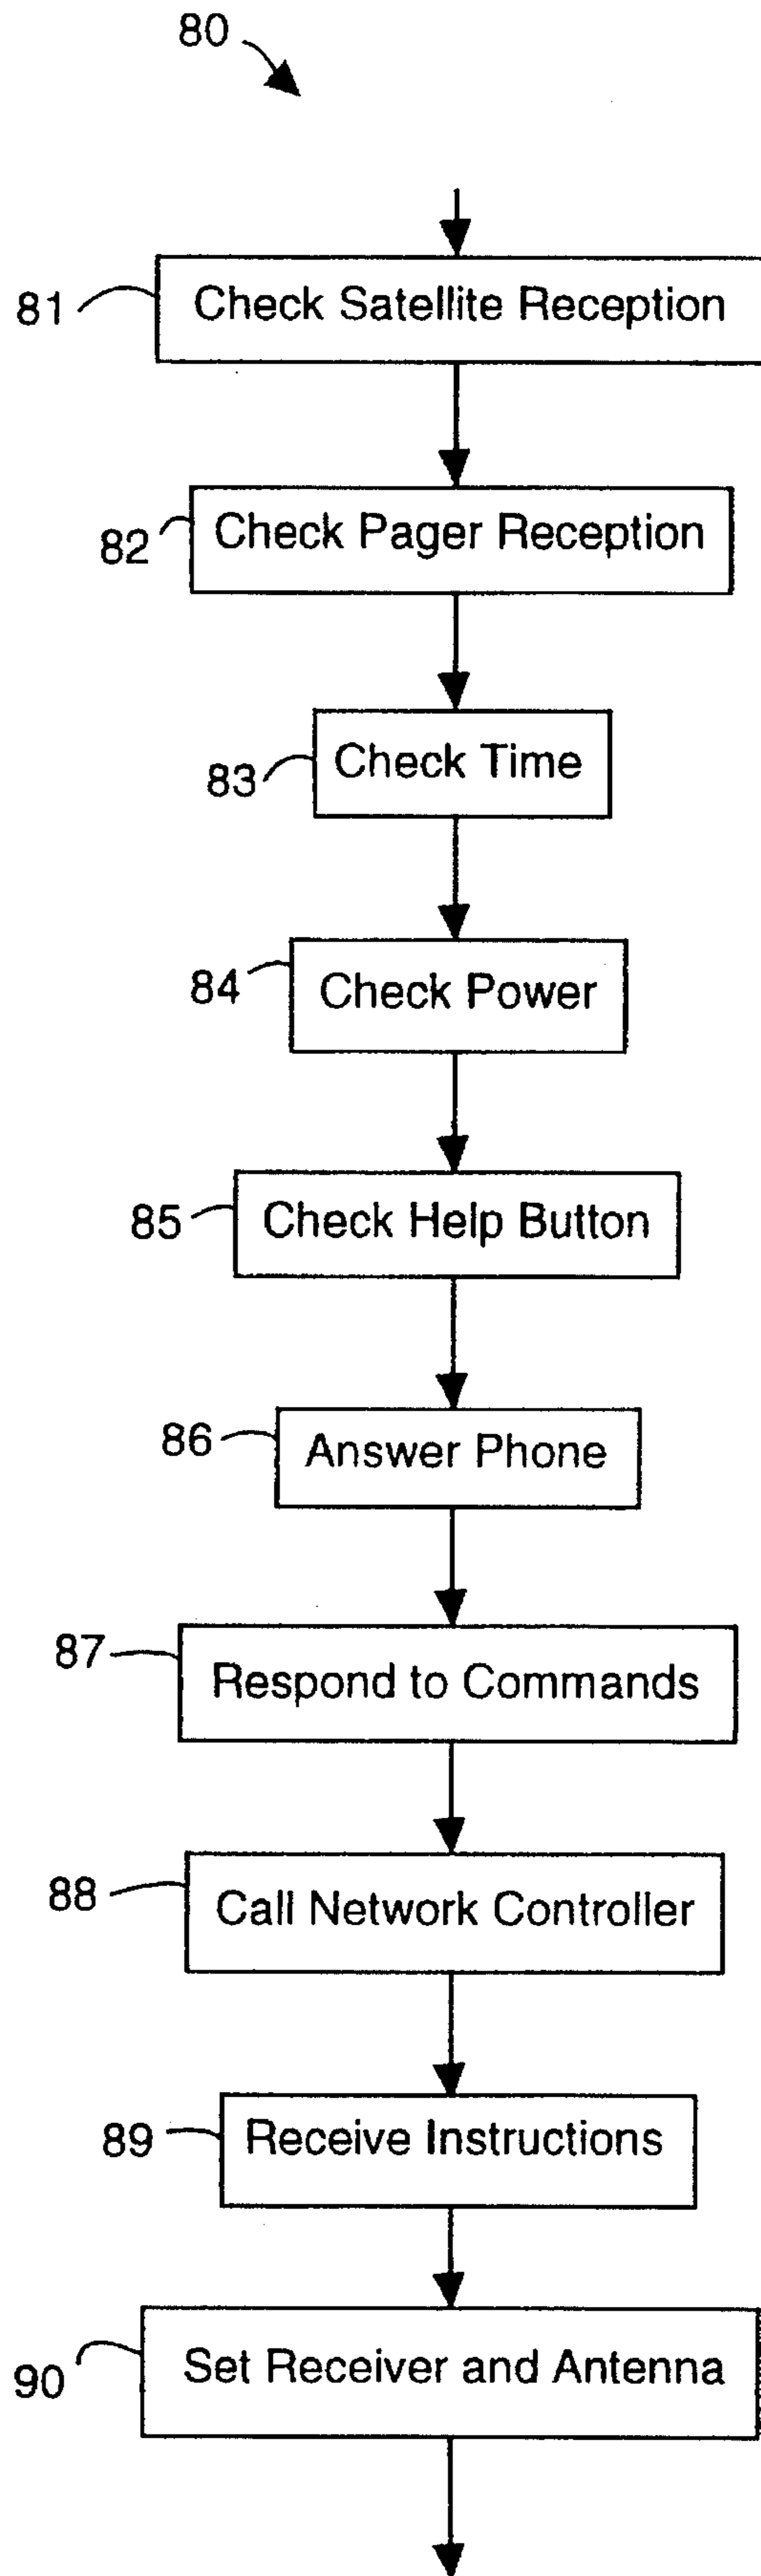 80
81 Check Satellite Reception
82 Check Pager Reception
83 Check Time
84 Check Power
85 Check Help Button
86 Answer Phone
87 Respond to Commands
88 Call Network Controller
89 Receive Instructions
90 Set Receiver and Antenna